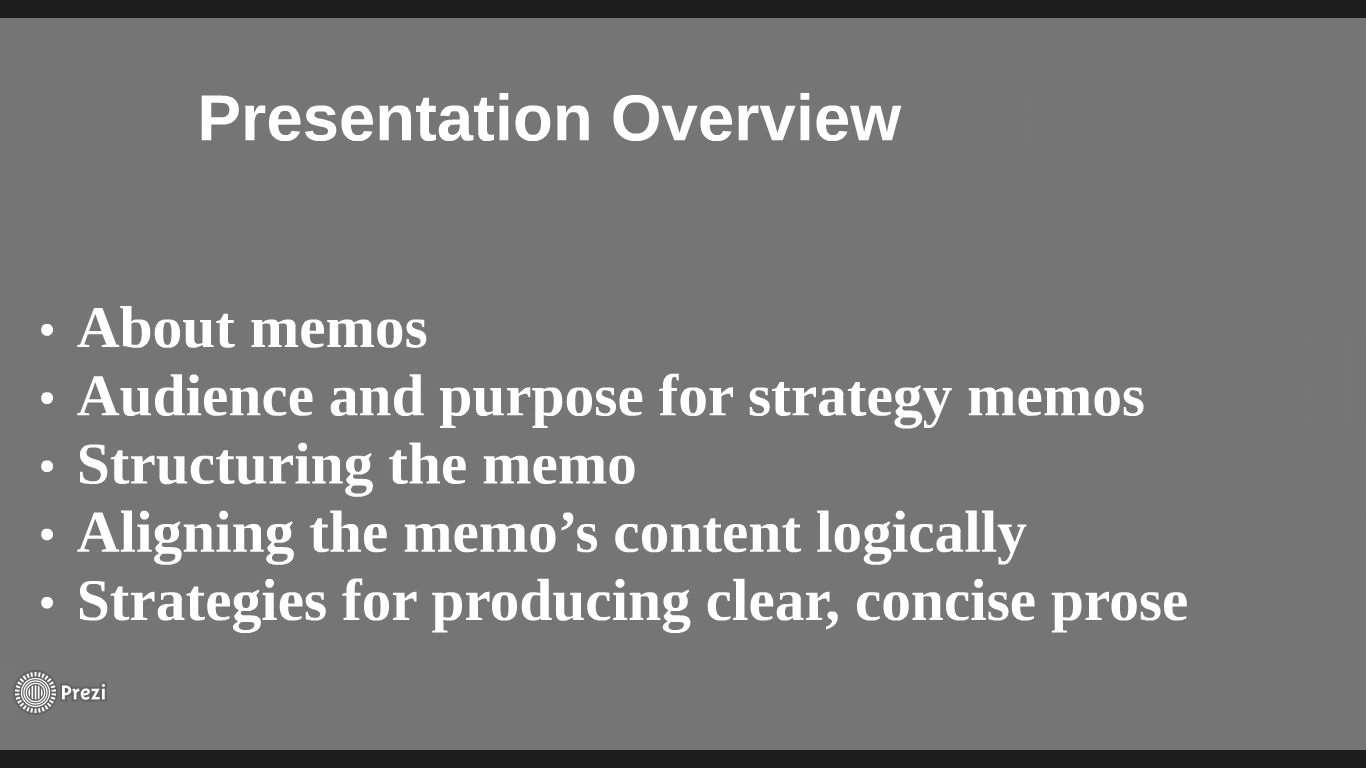 Presentation Overview
• About memos
• Audience and purpose for strategy memos
• Structuring the memo
• Aligning the memo’s content logically
• Strategies for producing clear, concise prose
Prezi